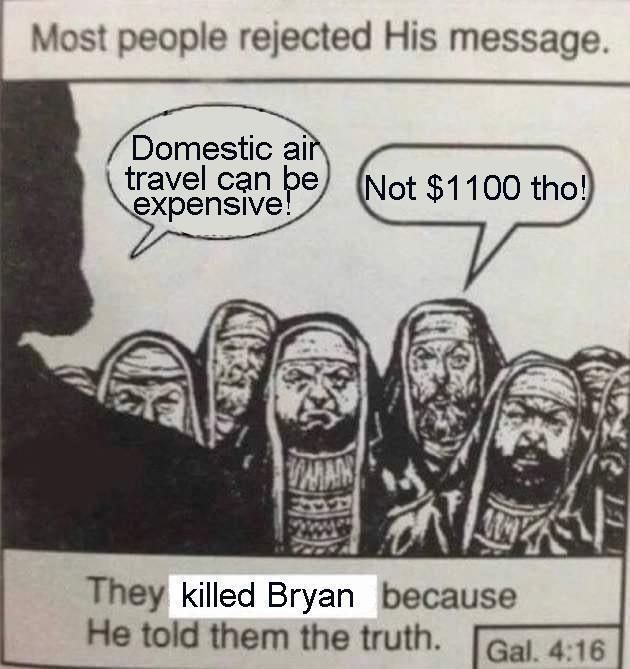 Most people rejected His message.
Domestic air
travel can be
expensive!
Not $1100 tho!
They killed Bryan because
He told them the truth.
Gal. 4:16